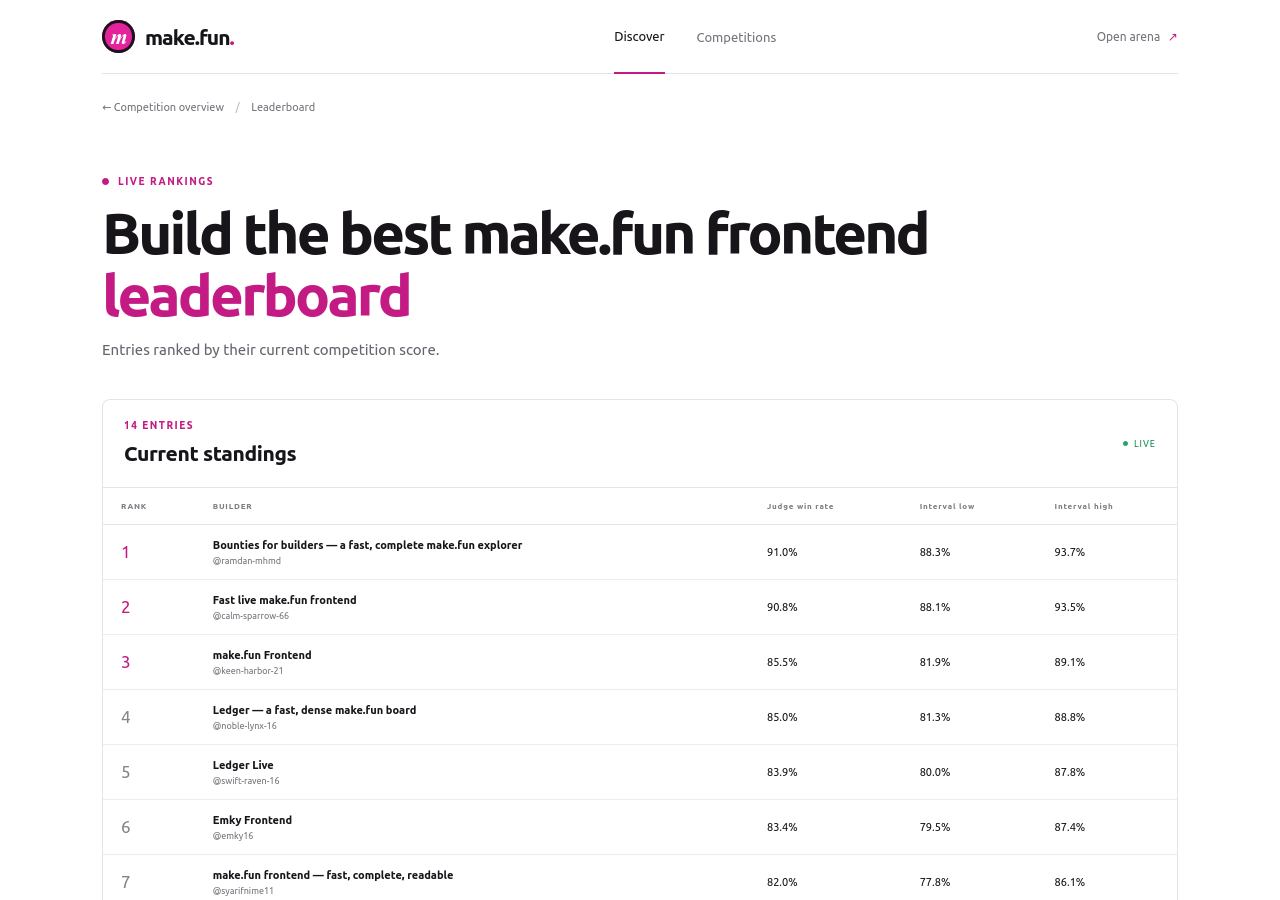 m make.fun.
Discover
Competitions
Open arena ↗
← Competition overview / Leaderboard
LIVE RANKINGS
Build the best make.fun frontend
leaderboard
Entries ranked by their current competition score.
14 ENTRIES
Current standings
LIVE
RANK BUILDER Judge win rate Interval low Interval high
1 Bounties for builders — a fast, complete make.fun explorer 91.0% 88.3% 93.7%
@ramdan-mhmd
2 Fast live make.fun frontend 90.8% 88.1% 93.5%
@calm-sparrow-66
3 make.fun Frontend 85.5% 81.9% 89.1%
@keen-harbor-21
4 Ledger — a fast, dense make.fun board 85.0% 81.3% 88.8%
@noble-lynx-16
5 Ledger Live 83.9% 80.0% 87.8%
@swift-raven-16
6 Emky Frontend 83.4% 79.5% 87.4%
@emky16
7 make.fun frontend — fast, complete, readable 82.0% 77.8% 86.1%
@syarifnime11